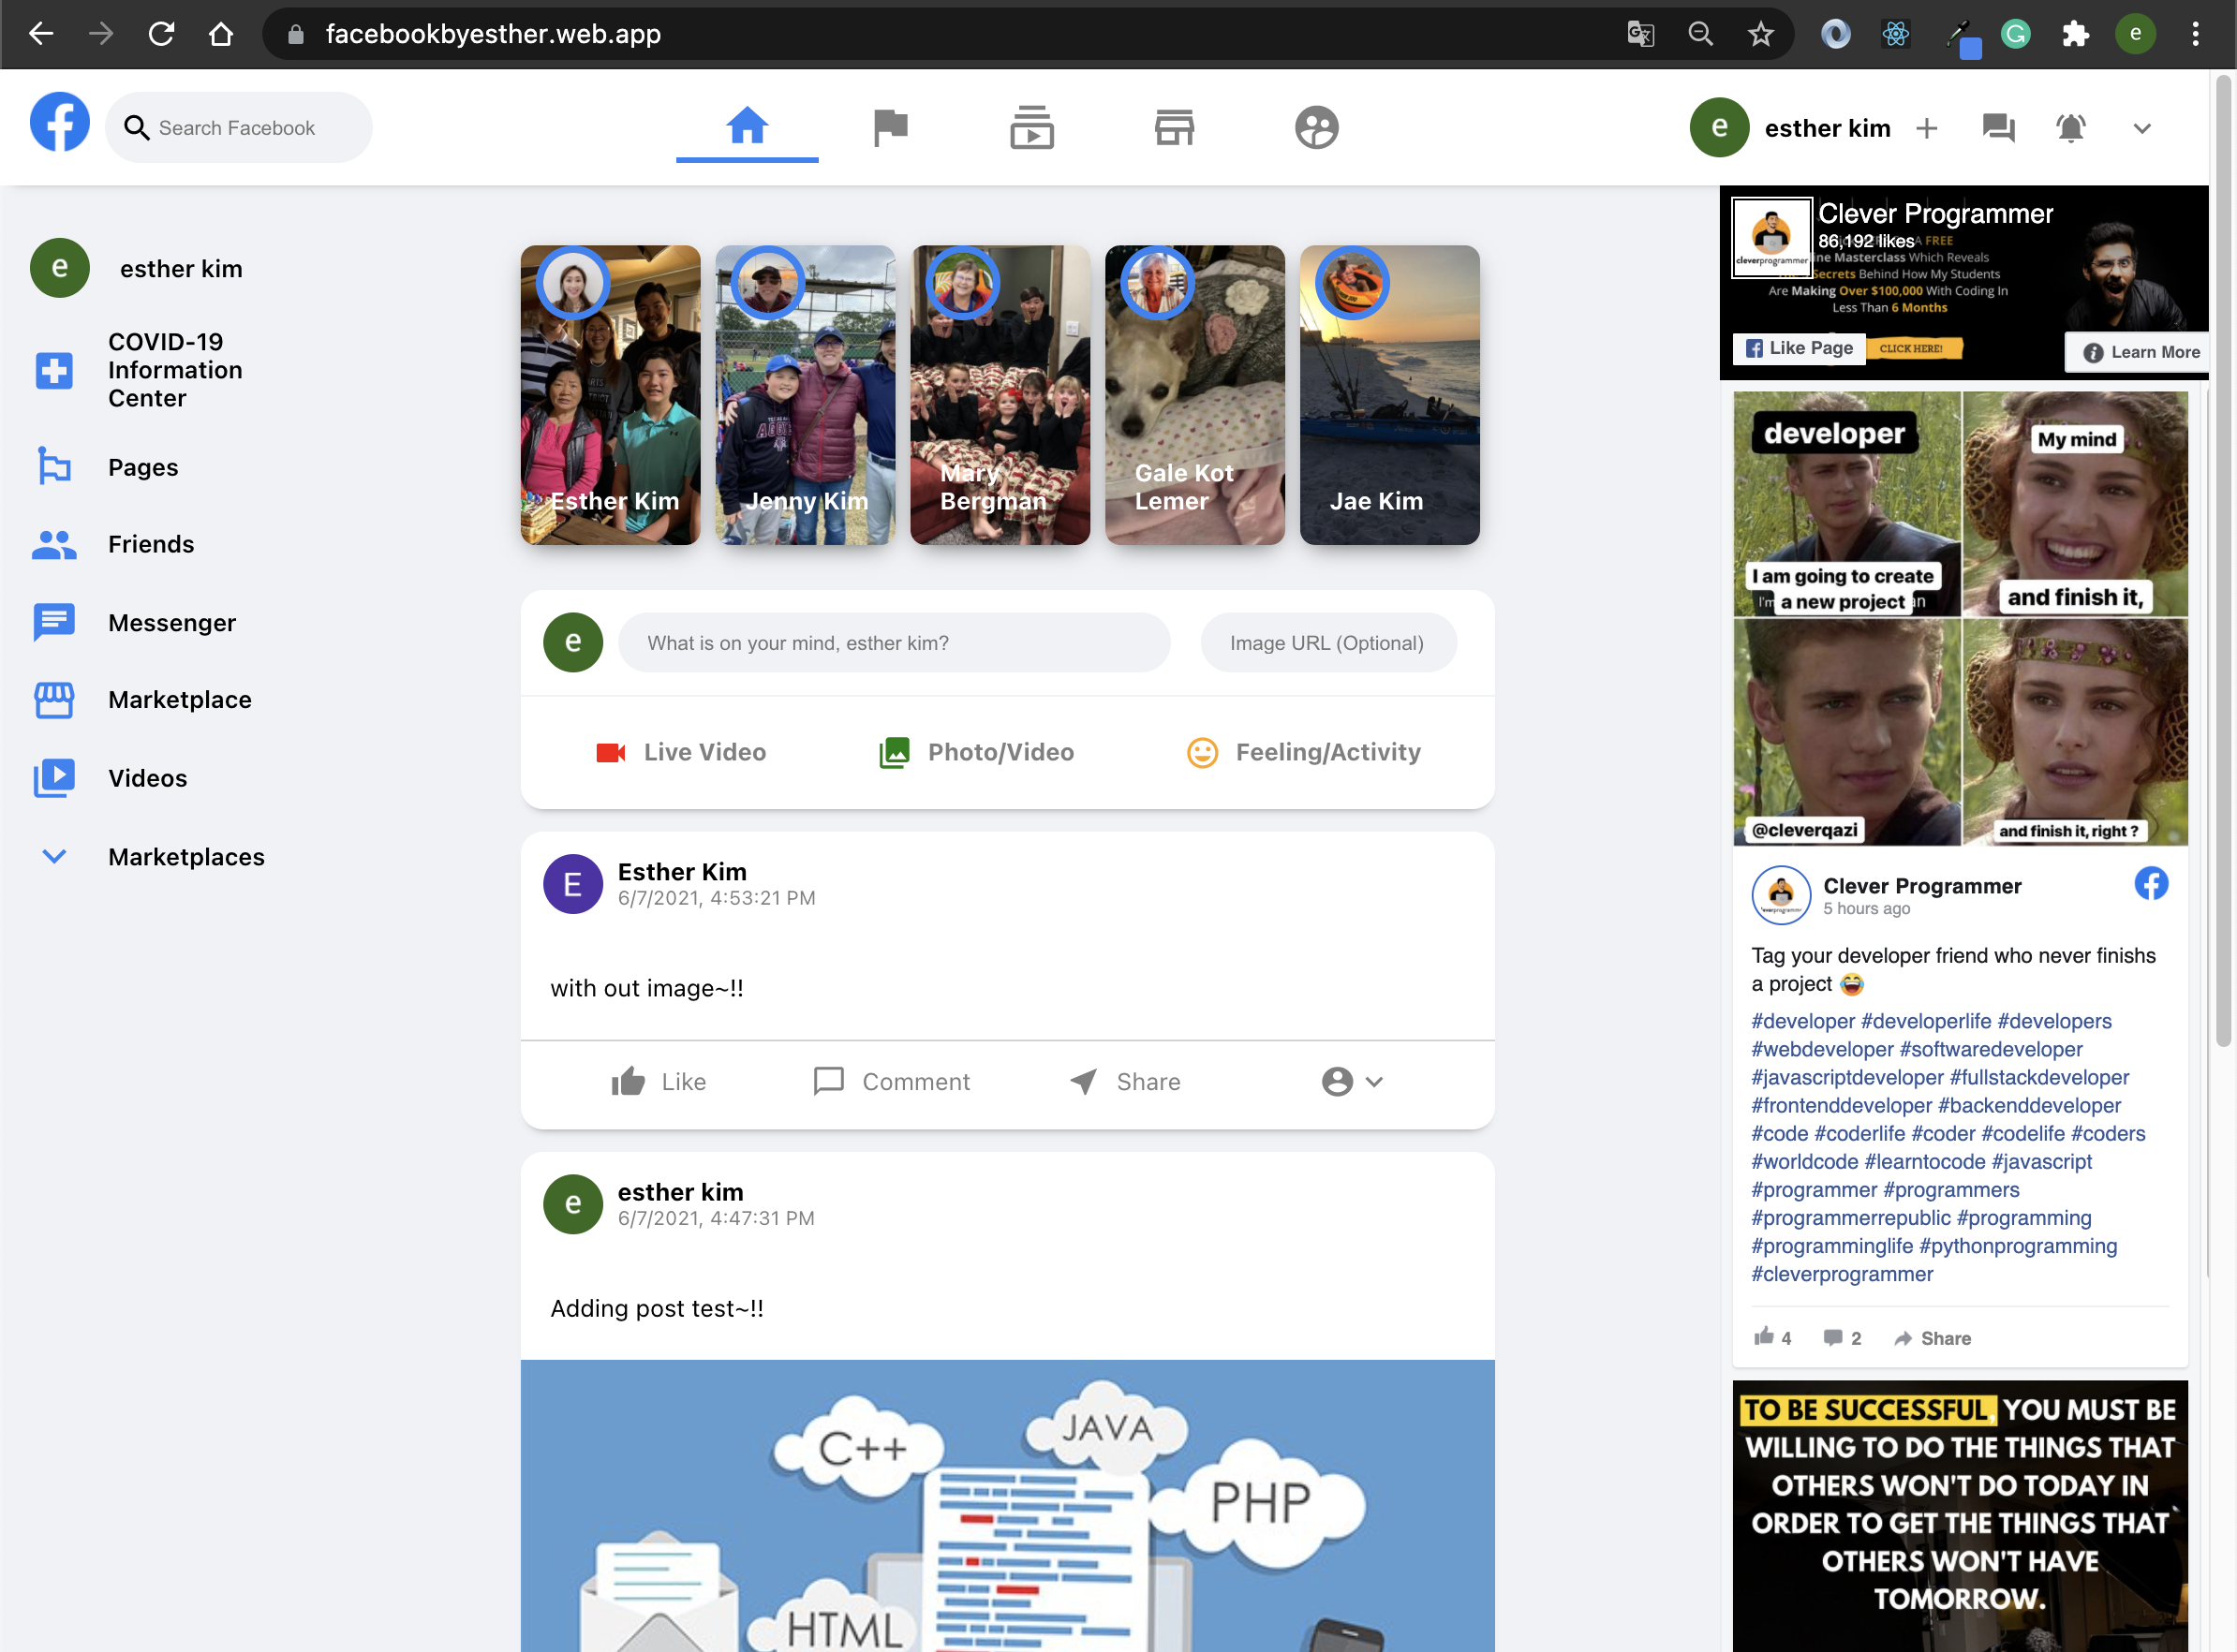 facebookbyesther.web.app
e
Search Facebook
e
esther kim
e
esther kim
COVID-19
Information
Center
Pages
Friends
Messenger
Marketplace
Videos
Marketplaces
Esther Kim
Jenny Kim
Mary
Bergman
Gale Kot
Lemer
Jae Kim
e
What is on your mind, esther kim?
Image URL (Optional)
Live Video
Photo/Video
Feeling/Activity
E
Esther Kim
6/7/2021, 4:53:21 PM
with out image~!!
Like
Comment
Share
e
esther kim
6/7/2021, 4:47:31 PM
Adding post test~!!
C++
JAVA
PHP
HTML
cleverprogrammer
Clever Programmer
86,192 likes
A FREE
Masterclass Which Reveals
Secrets Behind How My Students
Are Making Over $100,000 With Coding In
Less Than 6 Months
Like Page
CLICK HERE!
Learn More
developer
My mind
I am going to create
a new project
and finish it,
@cleverqazi
and finish it, right ?
Clever Programmer
5 hours ago
Tag your developer friend who never finishs
a project 😂
#developer #developerlife #developers
#webdeveloper #softwaredeveloper
#javascriptdeveloper #fullstackdeveloper
#frontenddeveloper #backenddeveloper
#code #coderlife #coder #codelife #coders
#worldcode #learntocode #javascript
#programmer #programmers
#programmerrepublic #programming
#programminglife #pythonprogramming
#cleverprogrammer
4
2
Share
TO BE SUCCESSFUL, YOU MUST BE
WILLING TO DO THE THINGS THAT
OTHERS WON'T DO TODAY IN
ORDER TO GET THE THINGS THAT
OTHERS WON'T HAVE
TOMORROW.